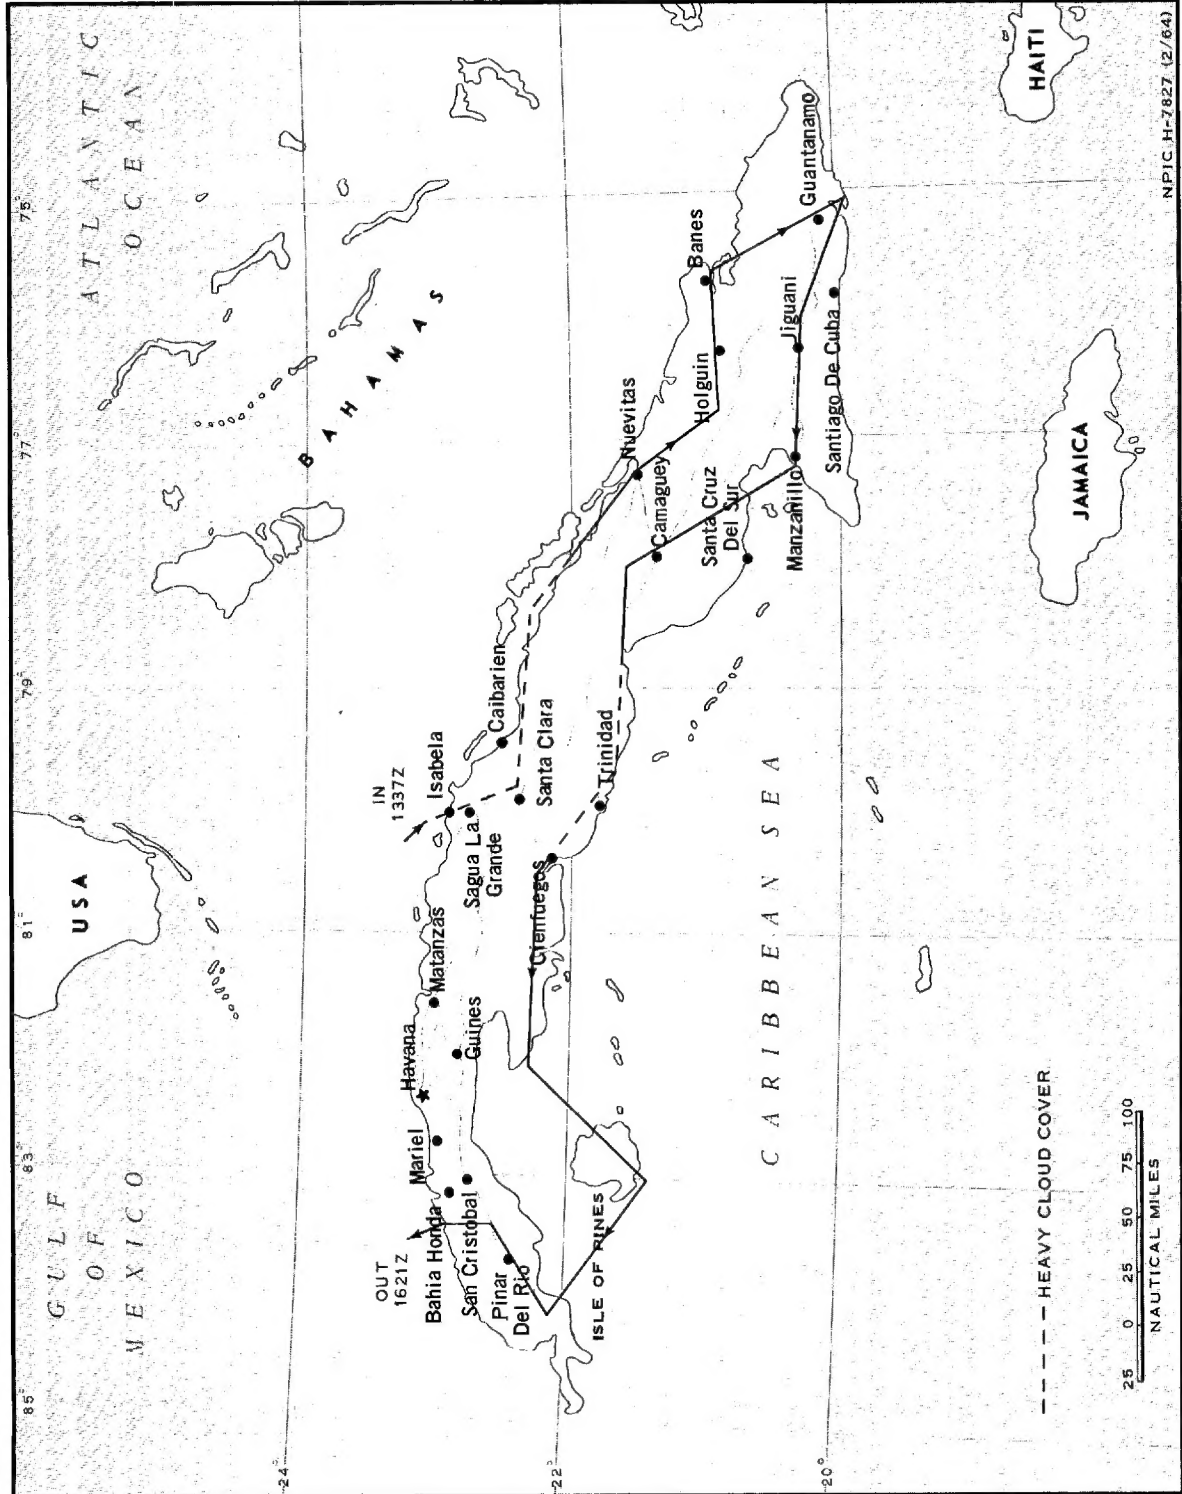 85°
83°
81°
79°
77°
75°
24
22
20°
GULF
OF
MEXICO
USA
ATLANTIC
OCEAN
BAHAMAS
OUT
1621Z
IN
1337Z
Bahia Honda
Mariel
Havana
Matanzas
Guines
San Cristobal
Pinar
Del Rio
Isabela
Sagua La
Grande
Caibarien
Santa Clara
Cienfuegos
Trinidad
Nuevitas
Camaguey
Santa Cruz
Del Sur
Holguin
Banes
Manzanillo
Jiguani
Guantanamo
Santiago De Cuba
ISLE OF PINES
CARIBBEAN SEA
JAMAICA
HAITI
HEAVY CLOUD COVER
25 0 25 50 75 100
NAUTICAL MILES
NPIC H-7827 (2/64)